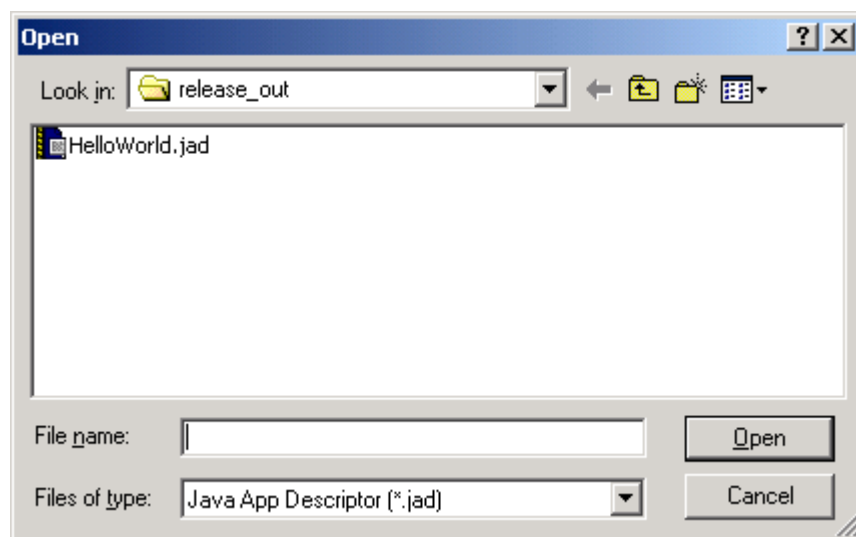 Open
Look in: release_out
HelloWorld.jad
File name: Open
Files of type: Java App Descriptor (*.jad) Cancel